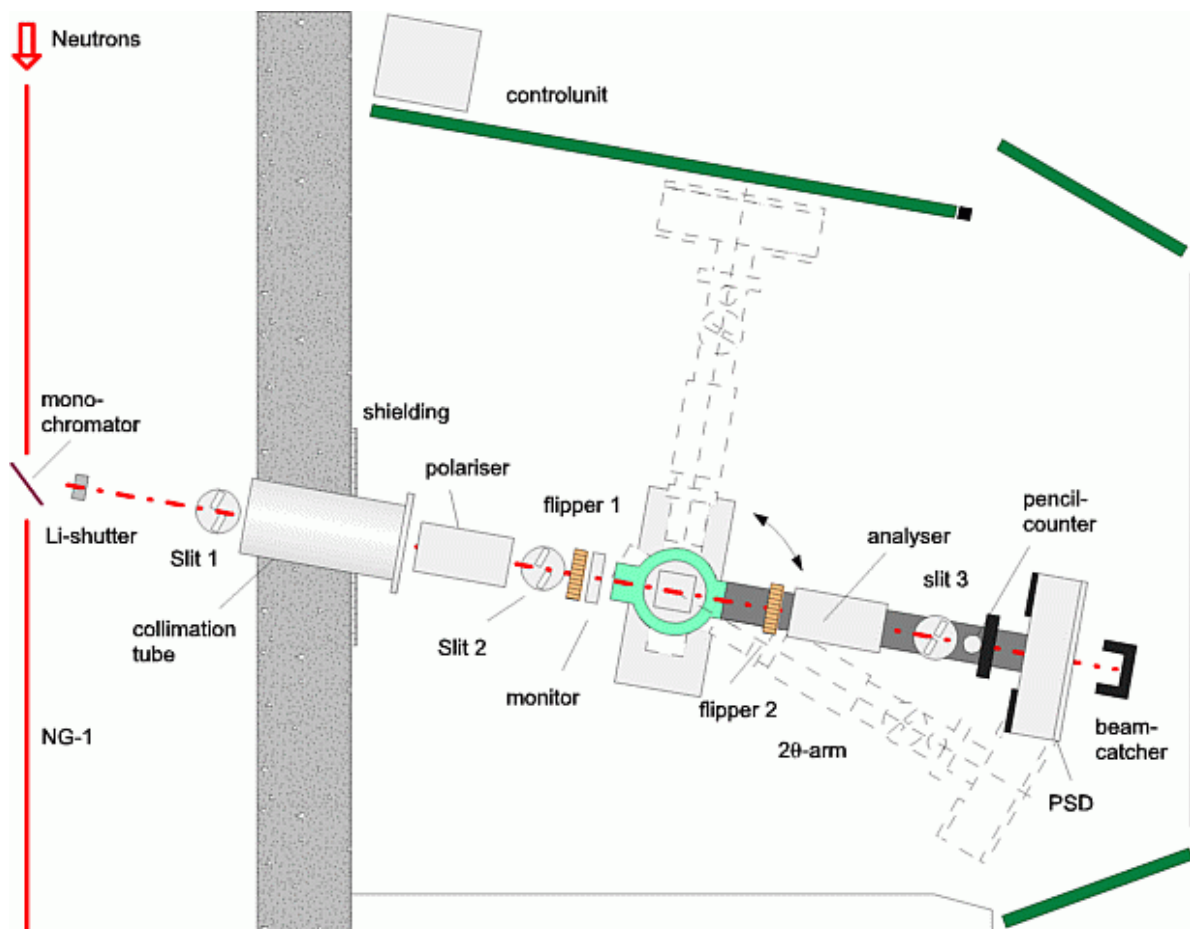 Neutrons
controlunit
mono-
chromator
shielding
polariser
flipper 1
pencil-
counter
analyser
slit 3
Li-shutter
Slit 1
collimation
tube
Slit 2
monitor
flipper 2
2θ-arm
beam-
catcher
PSD
NG-1